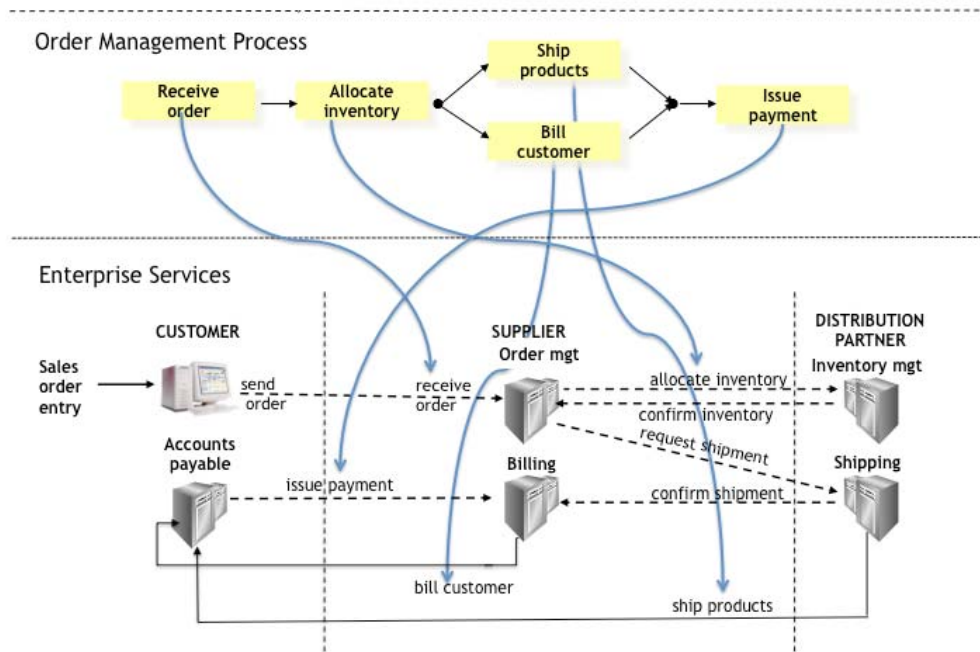 Order Management Process
Ship
products
Receive
order
Allocate
inventory
Issue
payment
Bill
customer
Enterprise Services
CUSTOMER
SUPPLIER
Order mgt
DISTRIBUTION
PARTNER
Inventory mgt
Sales
order
entry
send
order
receive
order
allocate inventory
confirm inventory
request shipment
Accounts
payable
Billing
Shipping
issue payment
confirm shipment
bill customer
ship products